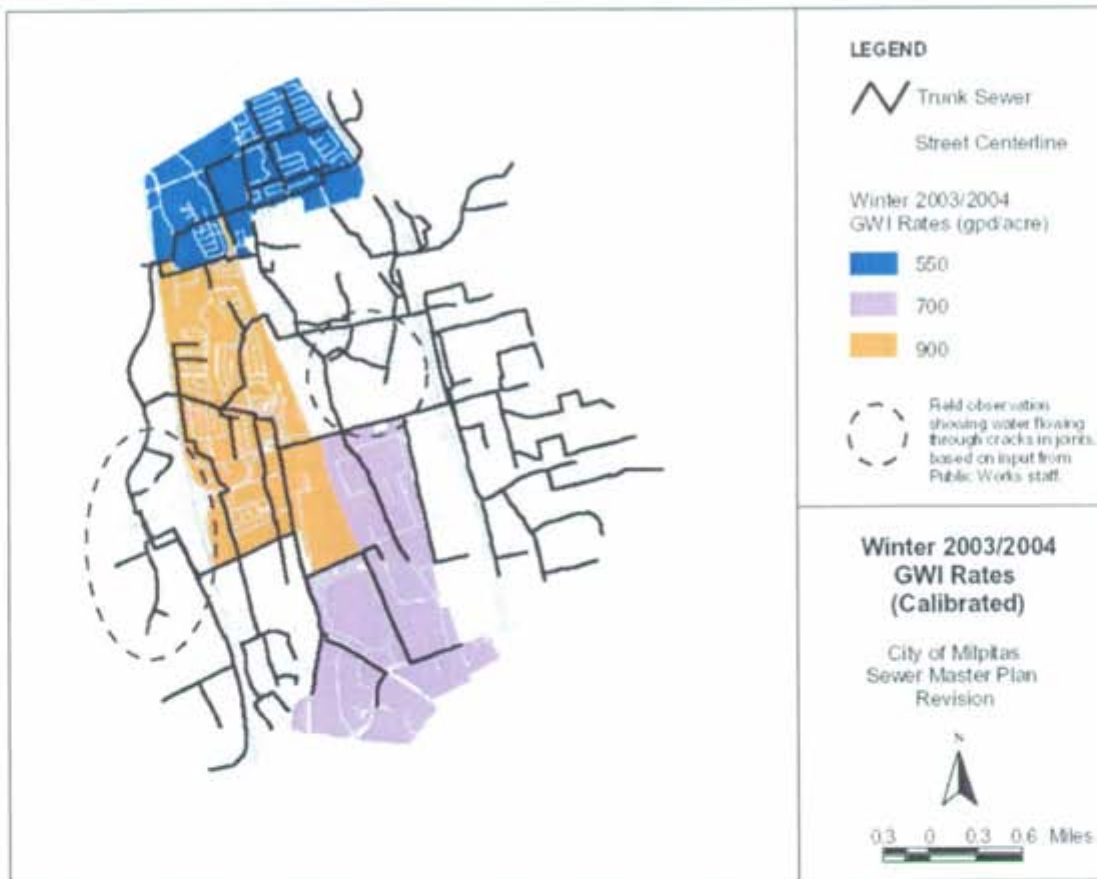 LEGEND
Trunk Sewer
Street Centerline
Winter 2003/2004
GWI Rates (gpd/acre)
550
700
900
Field observation
showing water flowing
through cracks in joints,
based on input from
Public Works staff.
Winter 2003/2004
GWI Rates
(Calibrated)
City of Milpitas
Sewer Master Plan
Revision
N
0.3 0 0.3 0.6 Miles